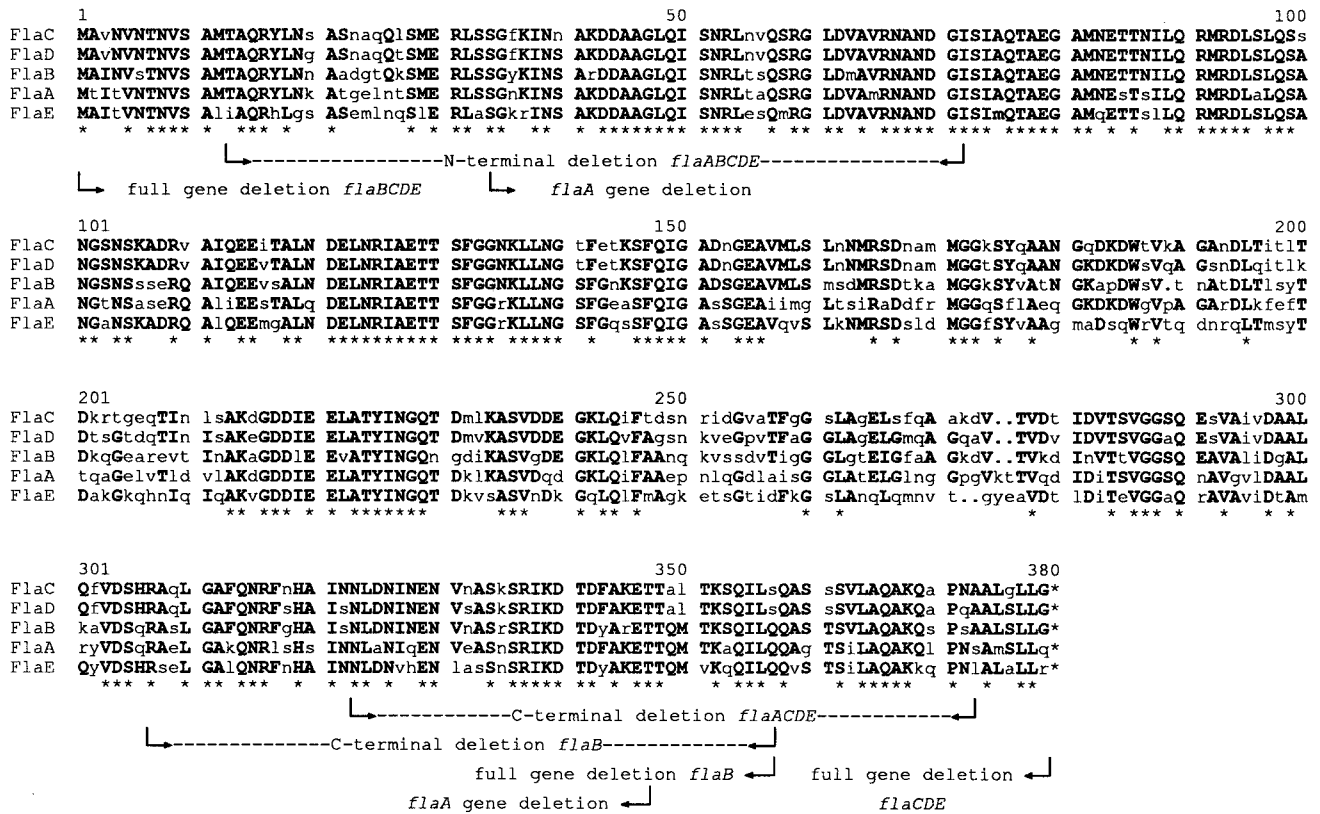 1 50 100
FlaC MAvNVNTNVS AMTAQRYLNs ASnaqQlSME RLSSGfKINn AKDDAAGLQI SNRLnvQSRG LDVAVRNAND GISIAQTAEG AMNETTNILQ RMRDLSLQSs
FlaD MAvNVNTNVS AMTAQRYLNg ASnaqQtSME RLSSGfKINS AKDDAAGLQI SNRLnvQSRG LDVAVRNAND GISIAQTAEG AMNETTNILQ RMRDLSLQSA
FlaB MAINVsTNVS AMTAQRYLNn AadgtQkSME RLSSGyKINS ArDDAAGLQI SNRLtsQSRG LDmAVRNAND GISIAQTAEG AMNETTNILQ RMRDLSLQSA
FlaA MtItVNTNVS AMTAQRYLNk AtgelntSME RLSSGnKINS AKDDAAGLQI SNRLtaQSRG LDVAmRNAND GISIAQTAEG AMNEsTsILQ RMRDLaLQSA
FlaE MAItVNTNVS AliAQRhLgs ASemlnqSlE RLaSGkrINS AKDDAAGLQI SNRLesQmRG LDVAVRNAND GISImQTAEG AMqETTslLQ RMRDLSLQSA
* * **** *** * * * * ** *** ** ********* **** * ** ** * ***** **** ***** ** ** * ** ***** ***
N-terminal deletion flaABCDE
full gene deletion flaBCDE flaA gene deletion
101 150 200
FlaC NGSNSKADRv AIQEEiTALN DELNRIAETT SFGGNKLLNG tFetKSFQIG ADnGEAVMLS LnNMRSDnam MGGkSYqAAN GqDKDWtVkA GAnDLTitlT
FlaD NGSNSKADRv AIQEEvTALN DELNRIAETT SFGGNKLLNG tFetKSFQIG ADnGEAVMLS LnNMRSDnam MGGtSYqAAN GKDKDWsVqA GsnDLqitlk
FlaB NGSNSsseRQ AIQEEvsALN DELNRIAETT SFGnKKLLNG SFGnKSFQIG ADSGEAVMLS msdMRSDtka MGGkSYvAtN GKapDWsV.t nAtDLTlsyT
FlaA NGtNSaseRQ AliEEsTALq DELNRIAETT SFGGrKLLNG SFGeaSFQIG AsSGEAiimg LtsiRaDdfr MGGqSflAeq GKDKDWgVpA GArDLkfefT
FlaE NGaNSKADRQ AlQEEmgALN DELNRIAETT SFGGrKLLNG SFGqsSFQIG AsSGEAVqvS LkNMRSDsld MGGfSYvAAg maDsqWrVtq dnrqLTmsyT
** ** * * ** ** ********** *** ***** * ***** * *** * * *** * * * * *
201 250 300
FlaC DkrtgeqTIn lsAKdGDDIE ELATYINGQT DmlKASVDDE GKLQiFtdsn ridGvaTFgG sLAgELsfqA akdV..TVDt IDVTSVGGSQ EsVAivDAAL
FlaD DtsGtdqTIn IsAKeGDDIE ELATYINGQT DmvKASVDDE GKLQvFAgsn kveGpvTFaG GLAgELGmqA GqaV..TVDv IDVTSVGGaQ EsVAivDAAL
FlaB DkqGearevt InAKaGDDlE EvATYINGQn gdiKASVgDE GKLQlFAAnq kvssdvTigG GLgtEIGfaA GkdV..TVkd InVTtVGGSQ EAVAliDgAL
FlaA tqaGelvTld vlAKdGDDIE ELATYINGQT DklKASVDqd GKLQiFAAep nlqGdlaisG GLAtELGlnG gpgVktTVqd IDiTSVGGSQ nAVgvlDAAL
FlaE DakGkqhnIq IqAKvGDDIE ELATYINGQT DkvsASVnDk GqLQlFmAgk etsGtidFkG sLAnqLqmnv t..gyeaVDt lDiTeVGGaQ rAVAviDtAm
** *** * ******* *** * ** * * * * * *** * * * *
301 350 380
FlaC QfVDSHRAqL GAFQNRFnHA INNLDNINEN VnASkSRIKD TDFAKETTal TKSQILsQAS sSVLAQAKQa PNAALgLLG*
FlaD QfVDSHRAqL GAFQNRFsHA IsNLDNINEN VsASkSRIKD TDFAKETTal TKSQILsQAS sSVLAQAKQa PqAALSLLG*
FlaB kaVDSqRAsL GAFQNRFgHA IsNLDNINEN VnASrSRIKD TDyArETTQM TKSQILQQAS TSVLAQAKQs PsAALSLLG*
FlaA ryVDSqRAeL GAkQNRlsHs INNLaNIqEN VeASnSRIKD TDFAKETTQM TKaQILQQAg TSiLAQAKQl PNsAmSLLq*
FlaE QyVDSHRseL GAlQNRFnHA INNLDNvhEN lassNSRIKD TDyAKETTQM vKqQILQQvS TSiLAQAKkq PNlALaLLr*
*** * * ** *** * * *** * ** * ***** ** * *** * *** * * ***** * * **
C-terminal deletion flaACDE
C-terminal deletion flaB
full gene deletion flaB full gene deletion
flaA gene deletion flaCDE